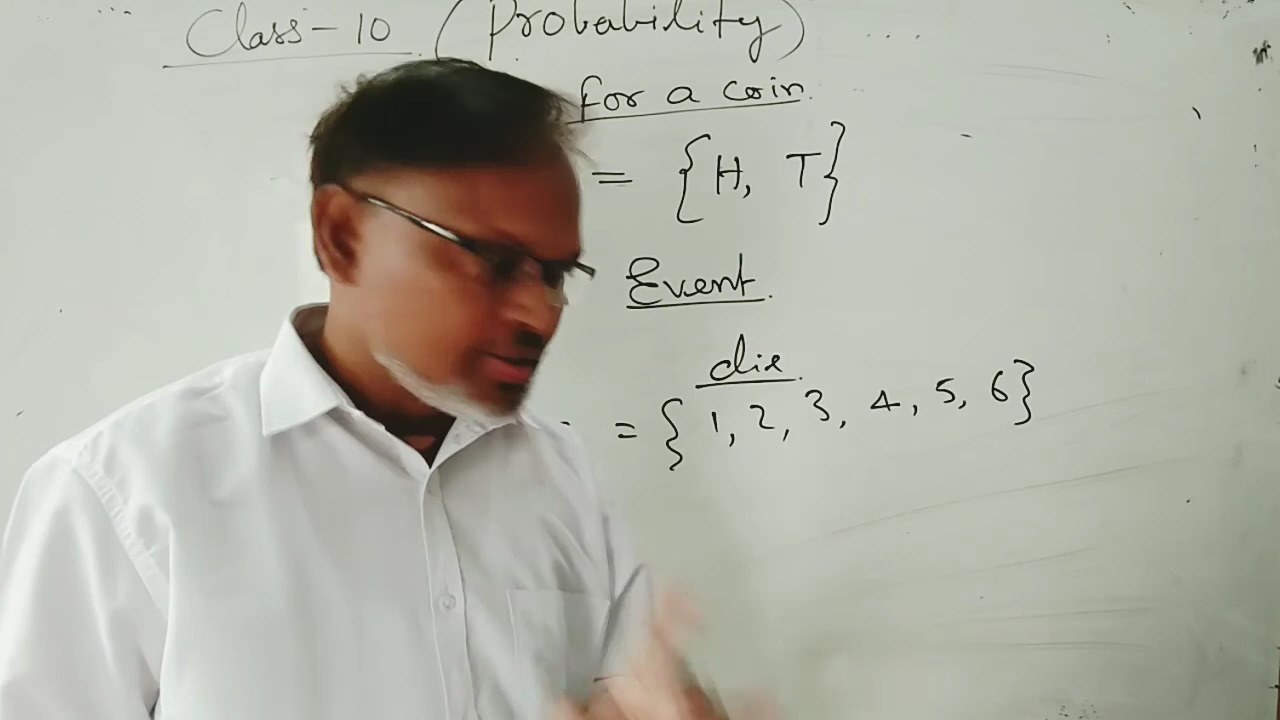 Class-10 (Probability)
for a coin.
= {H, T}
Event.
die.
= {1, 2, 3, 4, 5, 6}